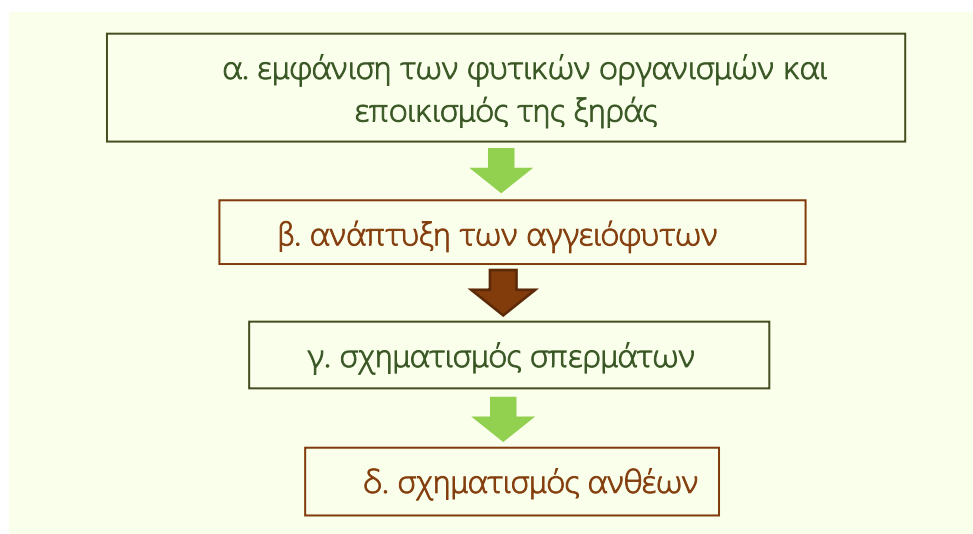 α. εμφάνιση των φυτικών οργανισμών και
εποικισμός της ξηράς
β. ανάπτυξη των αγγειόφυτων
γ. σχηματισμός σπερμάτων
δ. σχηματισμός ανθέων